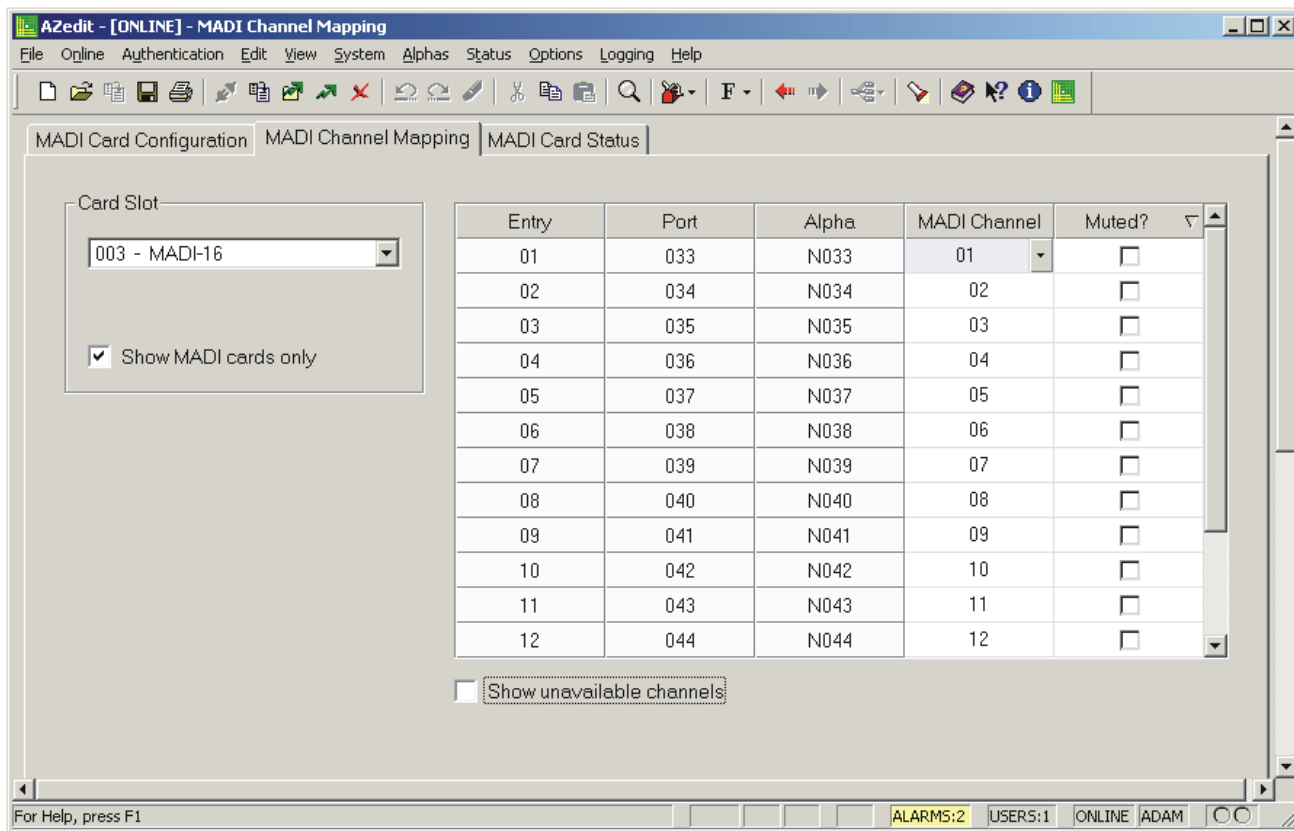 AZedit - [ONLINE] - MADI Channel Mapping
File Online Authentication Edit View System Alphas Status Options Logging Help
F
MADI Card Configuration MADI Channel Mapping MADI Card Status
Card Slot
003 - MADI-16
Show MADI cards only
Entry Port Alpha MADI Channel Muted?
01 033 N033 01
02 034 N034 02
03 035 N035 03
04 036 N036 04
05 037 N037 05
06 038 N038 06
07 039 N039 07
08 040 N040 08
09 041 N041 09
10 042 N042 10
11 043 N043 11
12 044 N044 12
Show unavailable channels
For Help, press F1 ALARMS:2 USERS:1 ONLINE ADAM